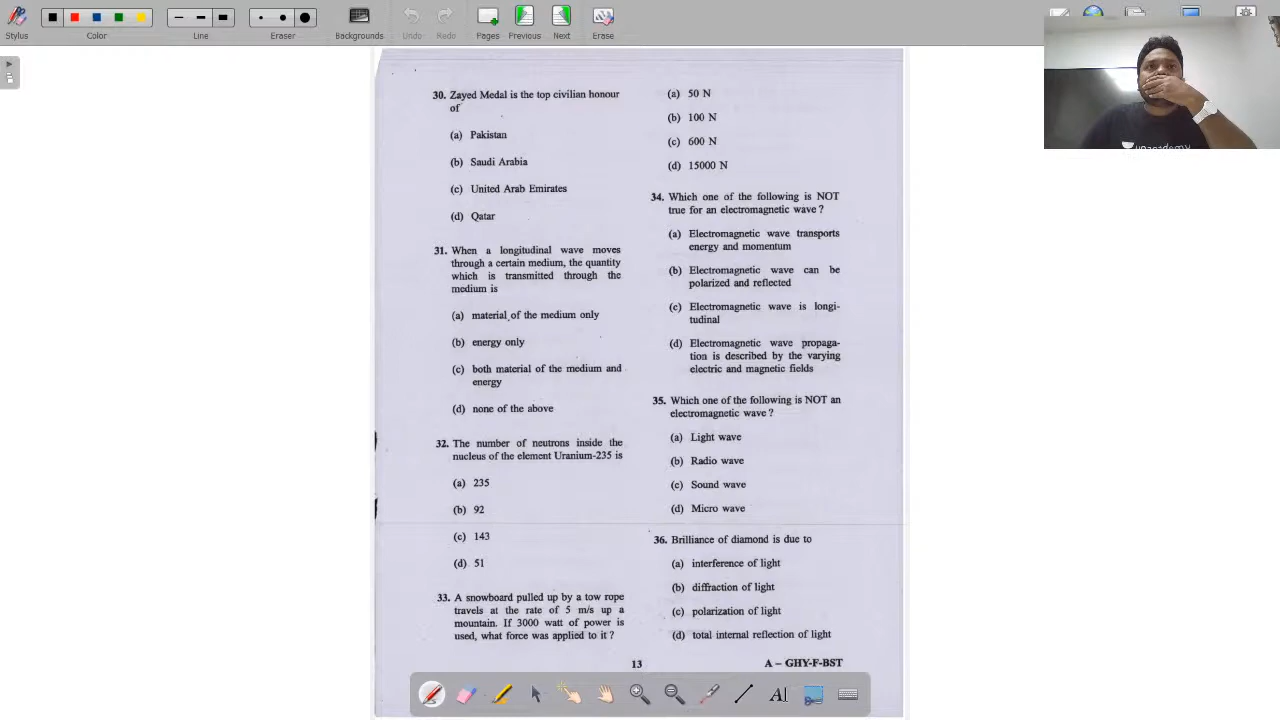 Stylus
Color
Line
Eraser
Backgrounds
Undo
Redo
Pages
Previous
Next
Erase
30. Zayed Medal is the top civilian honour
of
(a) Pakistan
(b) Saudi Arabia
(c) United Arab Emirates
(d) Qatar
31. When a longitudinal wave moves
through a certain medium, the quantity
which is transmitted through the
medium is
(a) material of the medium only
(b) energy only
(c) both material of the medium and
energy
(d) none of the above
32. The number of neutrons inside the
nucleus of the element Uranium-235 is
(a) 235
(b) 92
(c) 143
(d) 51
33. A snowboard pulled up by a tow rope
travels at the rate of 5 m/s up a
mountain. If 3000 watt of power is
used, what force was applied to it ?
(a) 50 N
(b) 100 N
(c) 600 N
(d) 15000 N
34. Which one of the following is NOT
true for an electromagnetic wave ?
(a) Electromagnetic wave transports
energy and momentum
(b) Electromagnetic wave can be
polarized and reflected
(c) Electromagnetic wave is longi-
tudinal
(d) Electromagnetic wave propaga-
tion is described by the varying
electric and magnetic fields
35. Which one of the following is NOT an
electromagnetic wave ?
(a) Light wave
(b) Radio wave
(c) Sound wave
(d) Micro wave
36. Brilliance of diamond is due to
(a) interference of light
(b) diffraction of light
(c) polarization of light
(d) total internal reflection of light
13
A – GHY-F-BST
AI